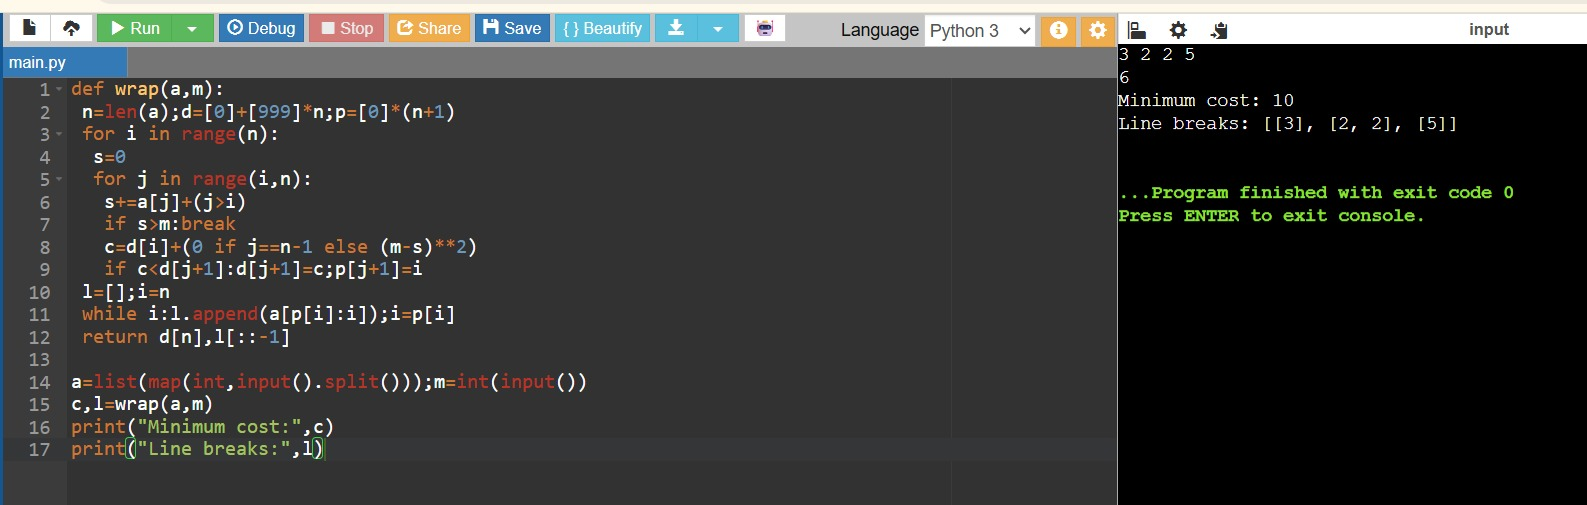 Run Debug Stop Share Save { } Beautify Language Python 3 input
main.py
1 def wrap(a,m):
2  n=len(a);d=[0]+[999]*n;p=[0]*(n+1)
3  for i in range(n):
4   s=0
5   for j in range(i,n):
6    s+=a[j]+(j>i)
7    if s>m:break
8    c=d[i]+(0 if j==n-1 else (m-s)**2)
9    if c<d[j+1]:d[j+1]=c;p[j+1]=i
10  l=[];i=n
11  while i:l.append(a[p[i]:i]);i=p[i]
12  return d[n],l[::-1]
13
14 a=list(map(int,input().split()));m=int(input())
15 c,l=wrap(a,m)
16 print("Minimum cost:",c)
17 print("Line breaks:",l)
3 2 2 5
6
Minimum cost: 10
Line breaks: [[3], [2, 2], [5]]
...Program finished with exit code 0
Press ENTER to exit console.